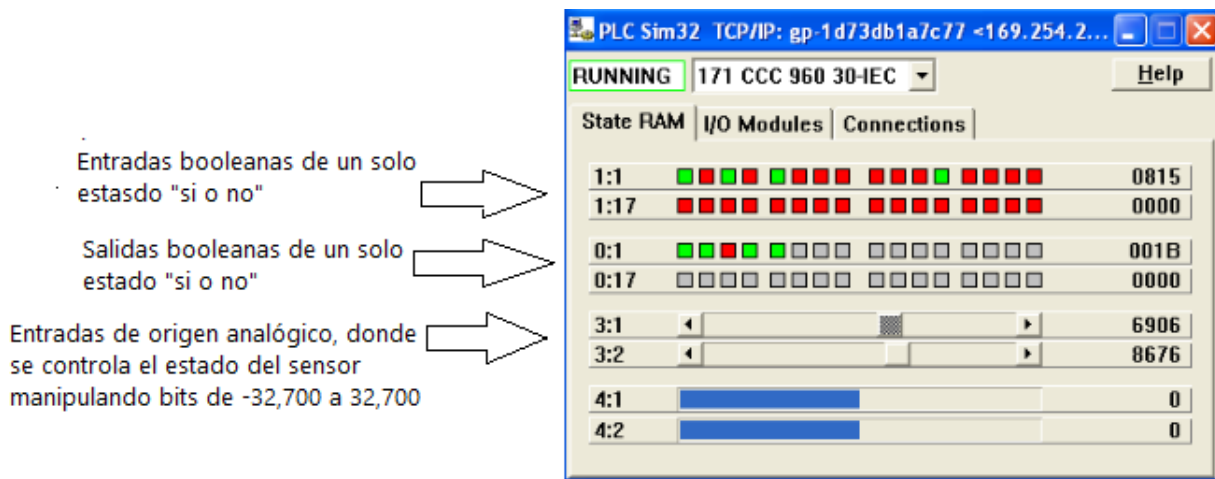 PLC Sim32 TCP/IP: gp-1d73db1a7c77 <169.254.2...
RUNNING 171 CCC 960 30-IEC Help
State RAM I/O Modules Connections
Entradas booleanas de un solo
estasdo "si o no"
1:1 0815
1:17 0000
Salidas booleanas de un solo
estado "si o no"
0:1 001B
0:17 0000
Entradas de origen analógico, donde
se controla el estado del sensor
manipulando bits de -32,700 a 32,700
3:1 6906
3:2 8676
4:1 0
4:2 0